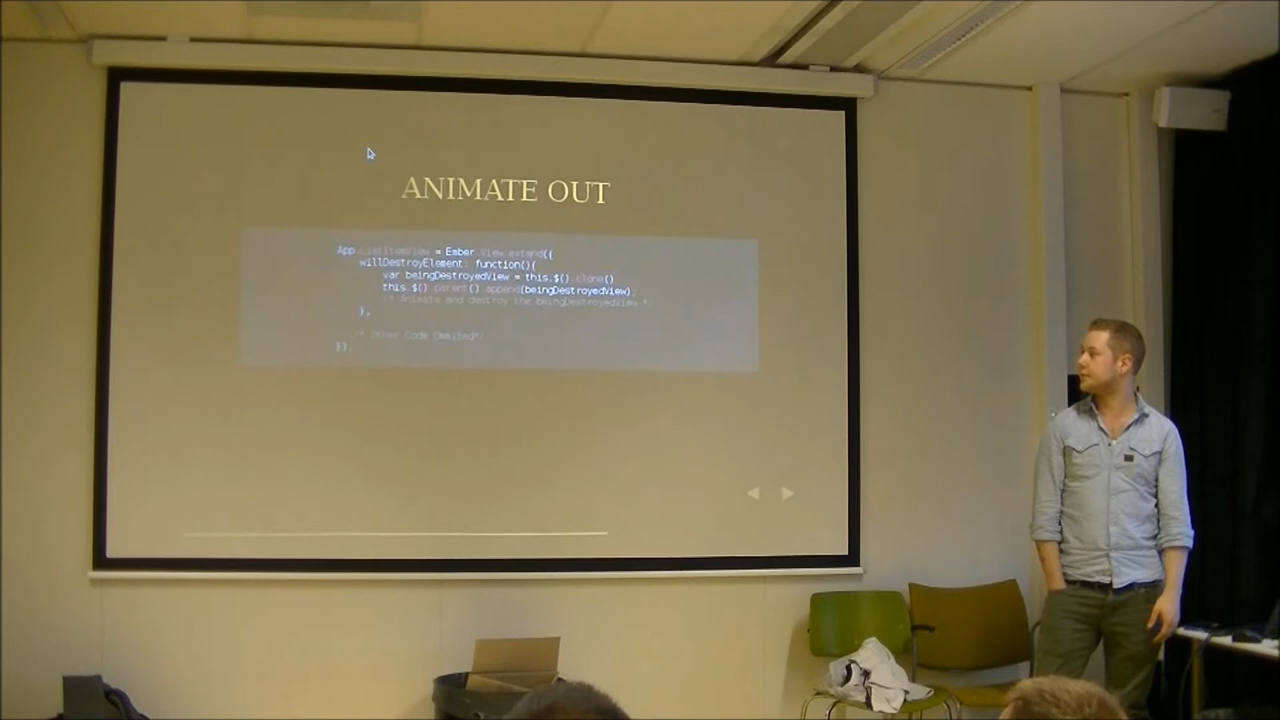 ANIMATE OUT
App.ListItemView = Ember.View.extend({
willDestroyElement: function(){
var beingDestroyedView = this.$().clone()
this.$().parent().append(beingDestroyedView);
/* Animate and destroy the beingDestroyedView */
},
/* Other Code Ommited*/
});